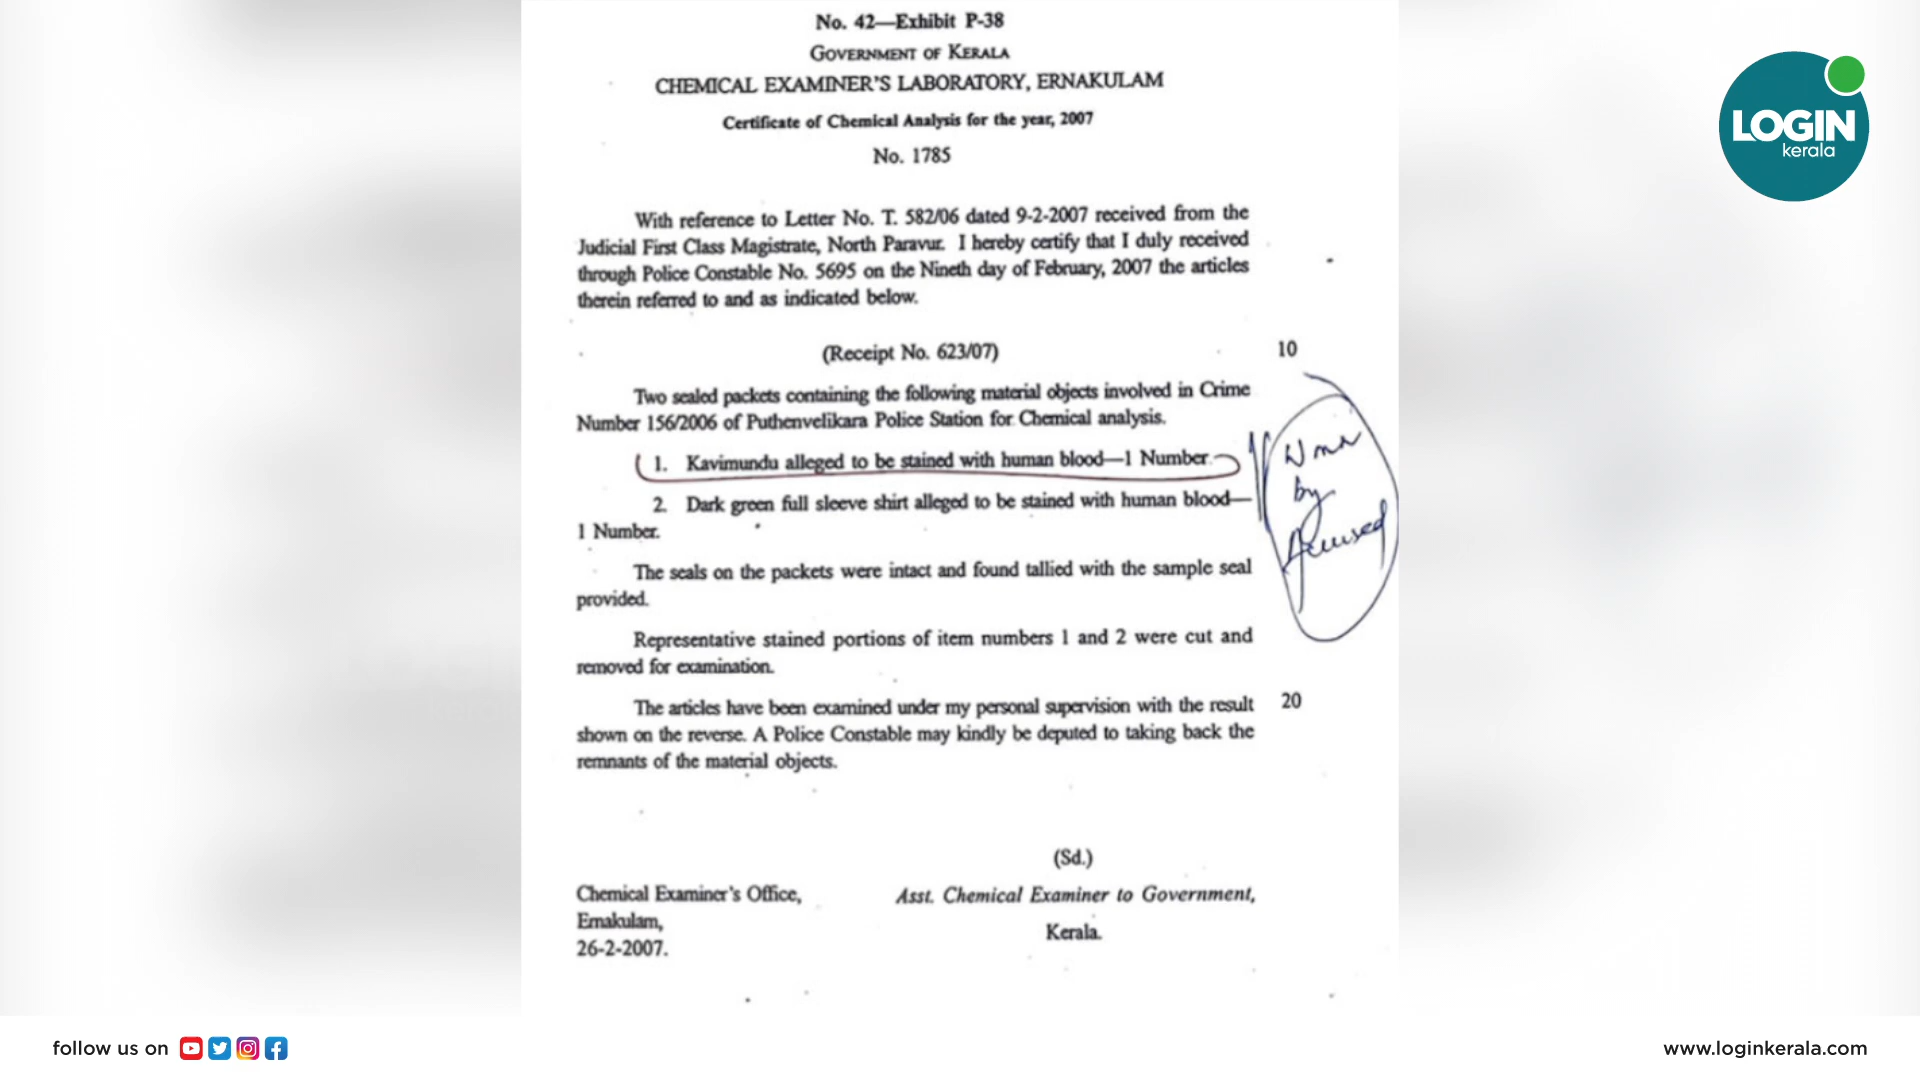 No. 42—Exhibit P-38
GOVERNMENT OF KERALA
CHEMICAL EXAMINER'S LABORATORY, ERNAKULAM
Certificate of Chemical Analysis for the year, 2007
No. 1785
With reference to Letter No. T. 582/06 dated 9-2-2007 received from the
Judicial First Class Magistrate, North Paravur. I hereby certify that I duly received
through Police Constable No. 5695 on the Nineth day of February, 2007 the articles
therein referred to and as indicated below.
(Receipt No. 623/07)
10
Two sealed packets containing the following material objects involved in Crime
Number 156/2006 of Puthenvelikara Police Station for Chemical analysis.
1. Kavimundu alleged to be stained with human blood—1 Number
2. Dark green full sleeve shirt alleged to be stained with human blood—
1 Number.
by
Accused
The seals on the packets were intact and found tallied with the sample seal
provided.
Representative stained portions of item numbers 1 and 2 were cut and
removed for examination.
The articles have been examined under my personal supervision with the result
20
shown on the reverse. A Police Constable may kindly be deputed to taking back the
remnants of the material objects.
(Sd.)
Chemical Examiner's Office,
Asst. Chemical Examiner to Government,
Ernakulam,
Kerala.
26-2-2007.
LOGIN
kerala
follow us on
www.loginkerala.com